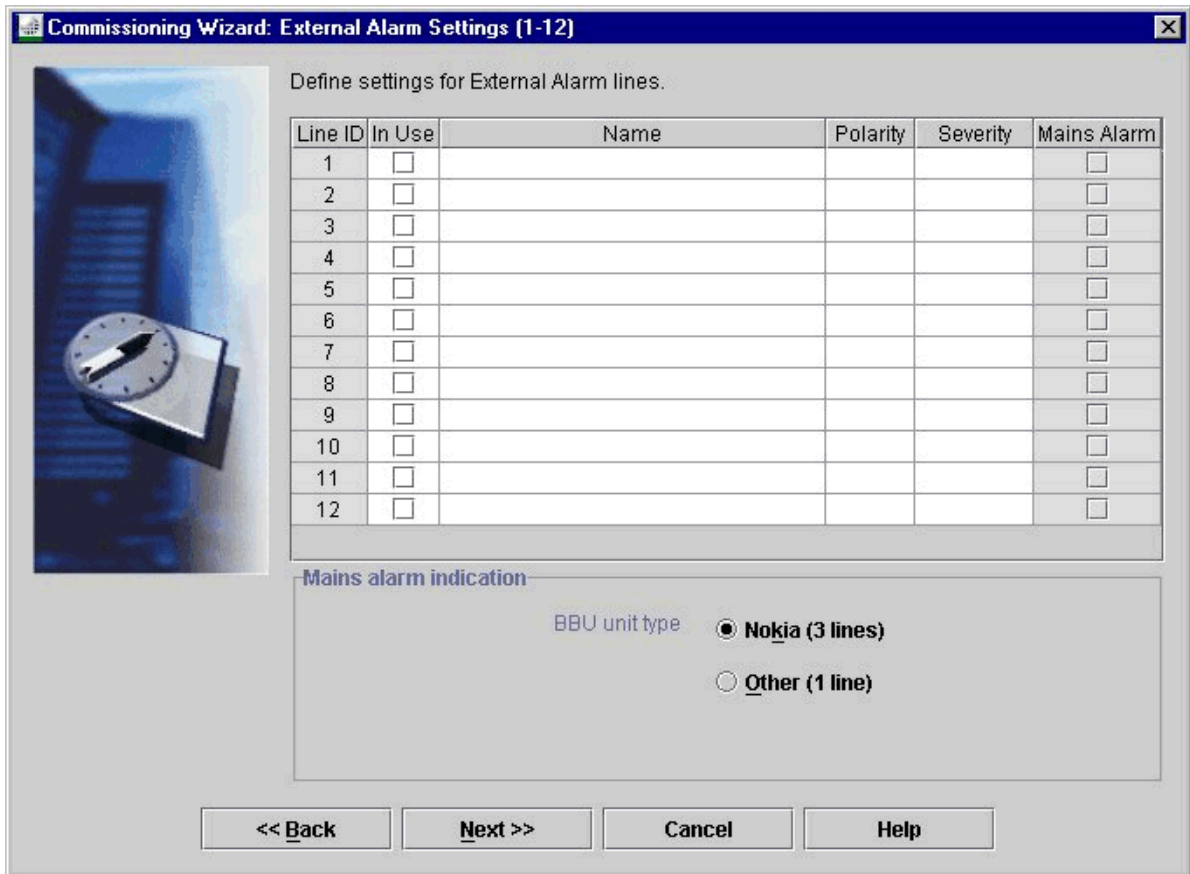 Commissioning Wizard: External Alarm Settings (1-12)
Define settings for External Alarm lines.
Line ID In Use Name Polarity Severity Mains Alarm
1
2
3
4
5
6
7
8
9
10
11
12
Mains alarm indication
BBU unit type
Nokia (3 lines)
Other (1 line)
<< Back Next >> Cancel Help